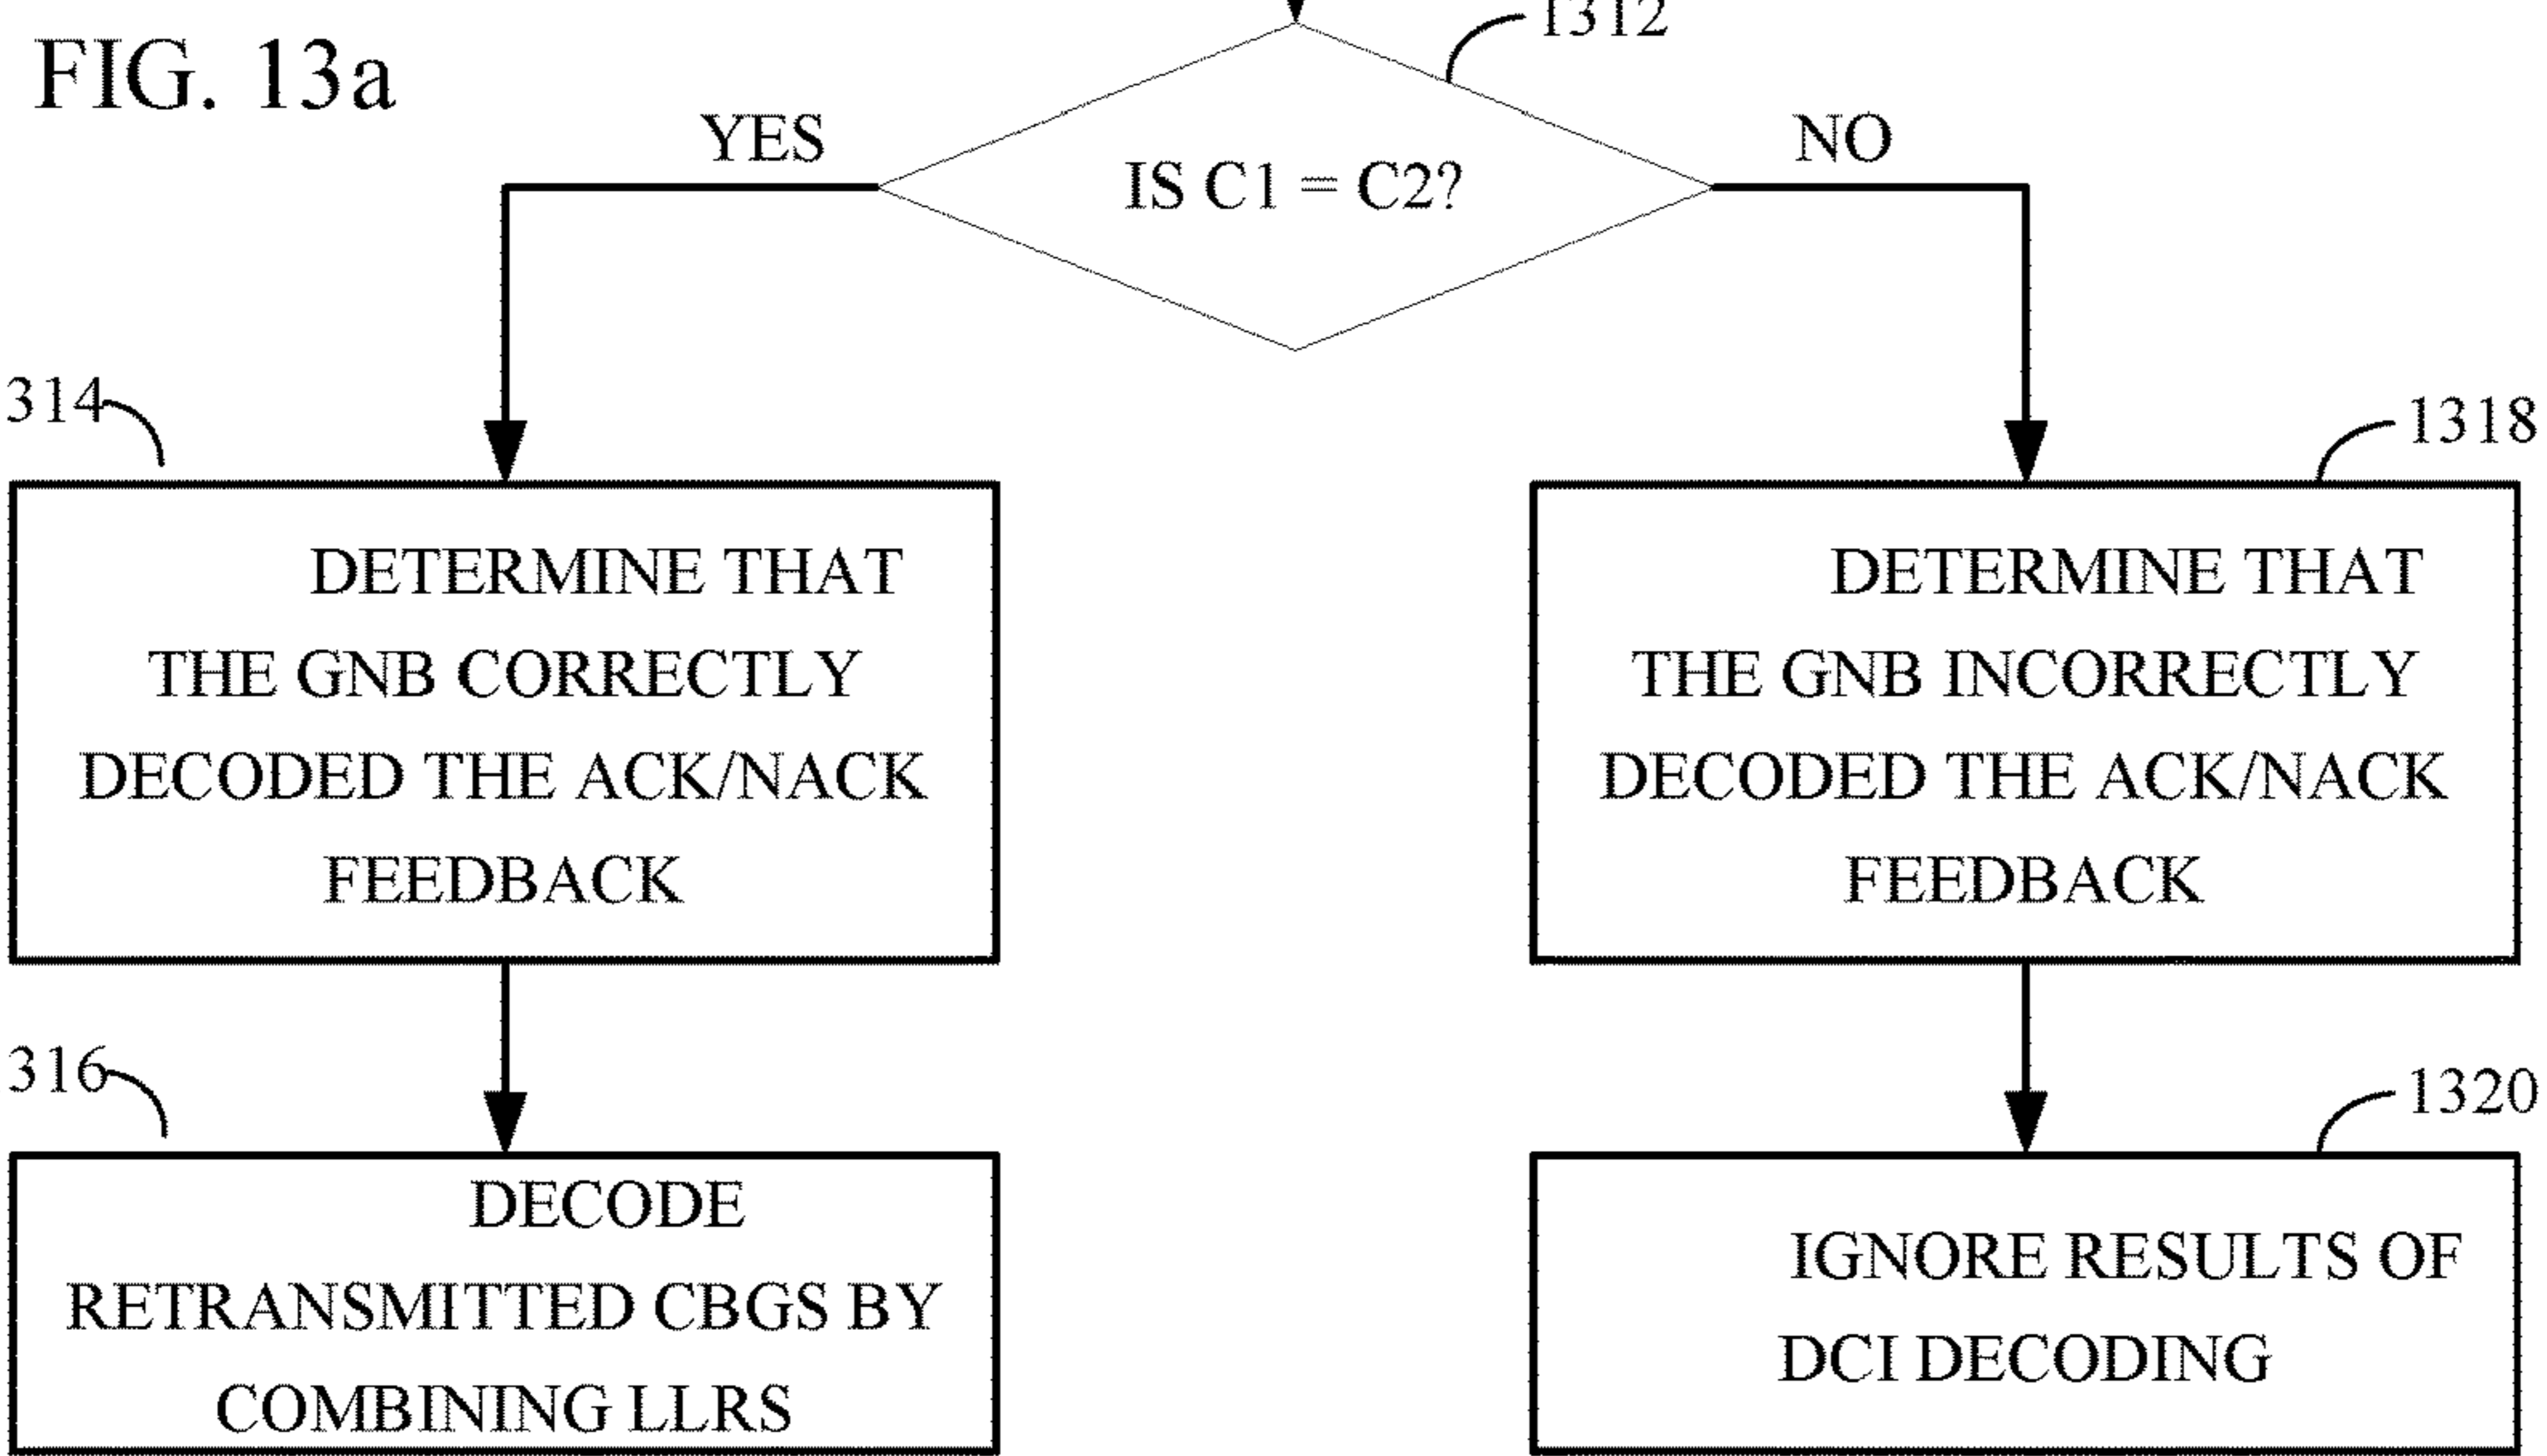 FIG. 13a
1312
YES
IS C1 = C2?
NO
314
DETERMINE THAT
THE GNB CORRECTLY
DECODED THE ACK/NACK
FEEDBACK
1318
DETERMINE THAT
THE GNB INCORRECTLY
DECODED THE ACK/NACK
FEEDBACK
316
DECODE
RETRANSMITTED CBGS BY
COMBINING LLRS
1320
IGNORE RESULTS OF
DCI DECODING